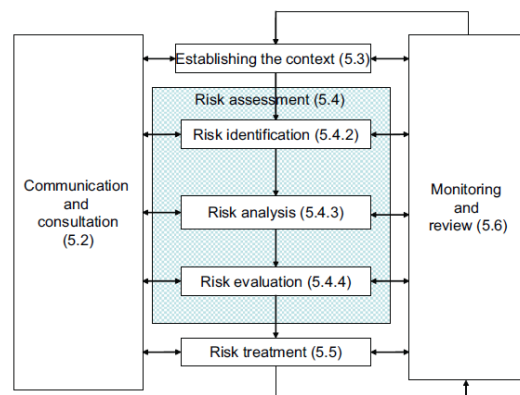 Establishing the context (5.3)
Risk assessment (5.4)
Risk identification (5.4.2)
Communication
and
consultation
(5.2)
Risk analysis (5.4.3)
Monitoring
and
review (5.6)
Risk evaluation (5.4.4)
Risk treatment (5.5)